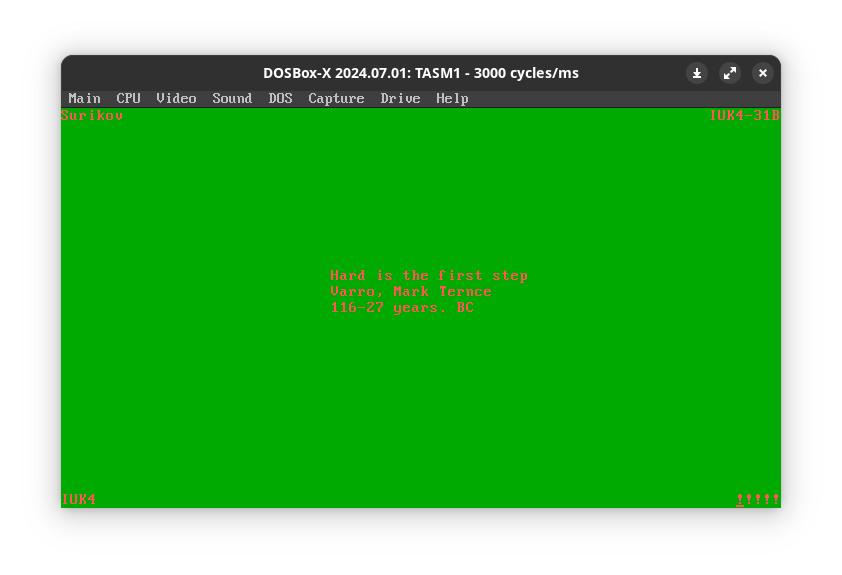 DOSBox-X 2024.07.01: TASM1 - 3000 cycles/ms
Main CPU Video Sound DOS Capture Drive Help
Surikov IUK4-31B
Hard is the first step
Varro, Mark Ternce
116-27 years. BC
IUK4 !!!!!